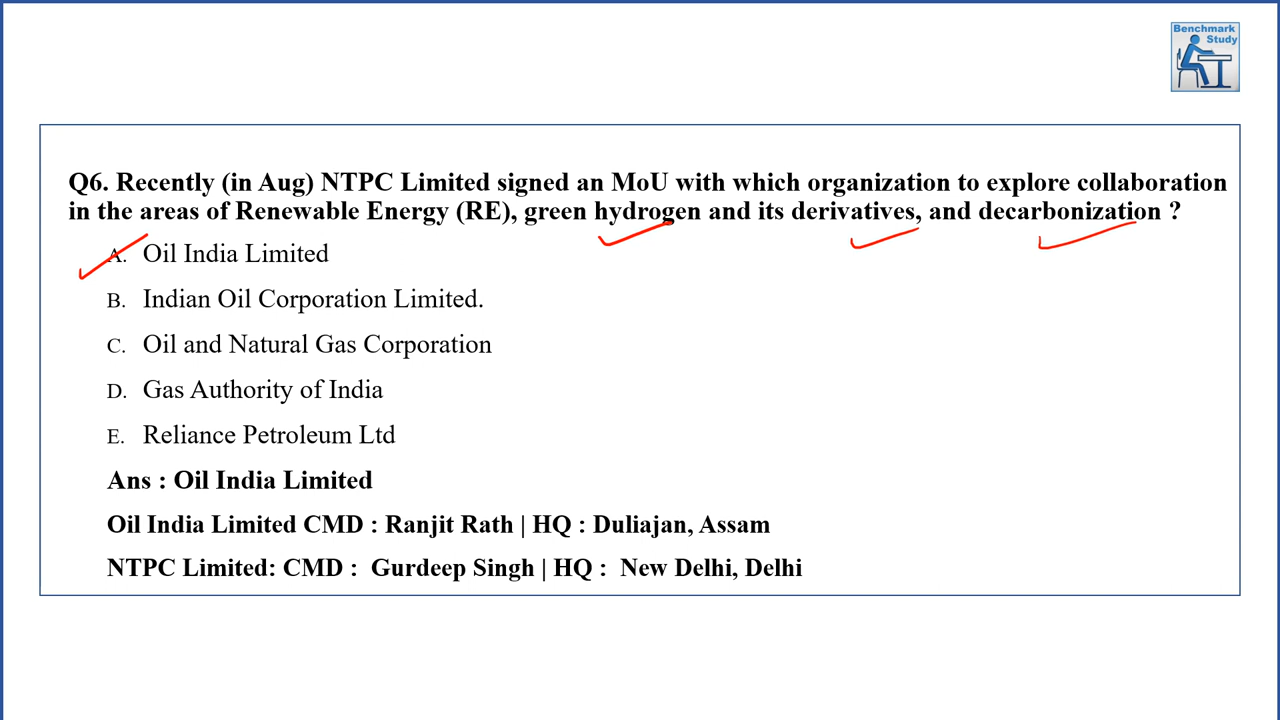 Benchmark
Study
Q6. Recently (in Aug) NTPC Limited signed an MoU with which organization to explore collaboration
in the areas of Renewable Energy (RE), green hydrogen and its derivatives, and decarbonization ?
A. Oil India Limited
B. Indian Oil Corporation Limited.
C. Oil and Natural Gas Corporation
D. Gas Authority of India
E. Reliance Petroleum Ltd
Ans : Oil India Limited
Oil India Limited CMD : Ranjit Rath | HQ : Duliajan, Assam
NTPC Limited: CMD :  Gurdeep Singh | HQ :  New Delhi, Delhi